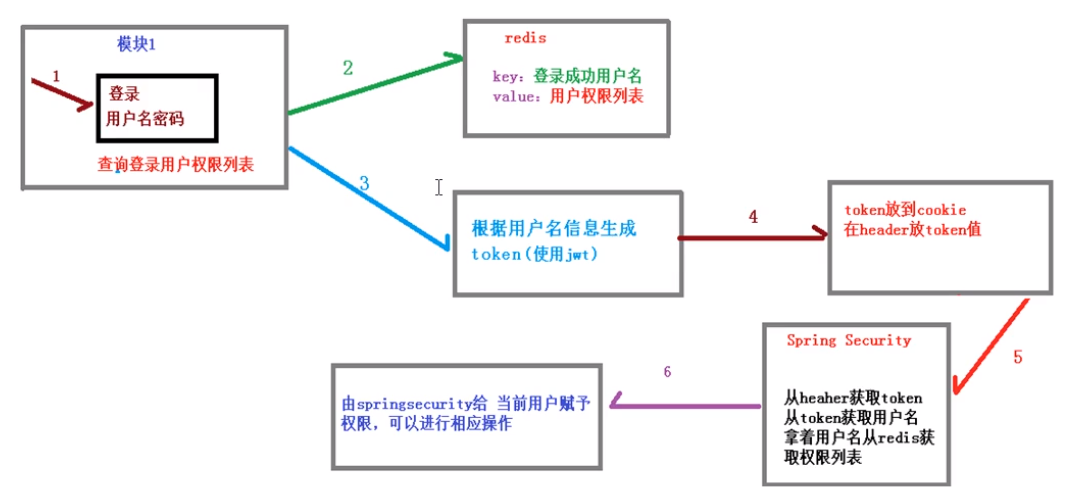 模块1
1
登录
用户名密码
查询登录用户权限列表
2
redis
key：登录成功用户名
value：用户权限列表
3
根据用户名信息生成
token(使用jwt)
4
token放到cookie
在header放token值
5
Spring Security
从heaher获取token
从token获取用户名
拿着用户名从redis获
取权限列表
6
由springsecurity给 当前用户赋予
权限，可以进行相应操作